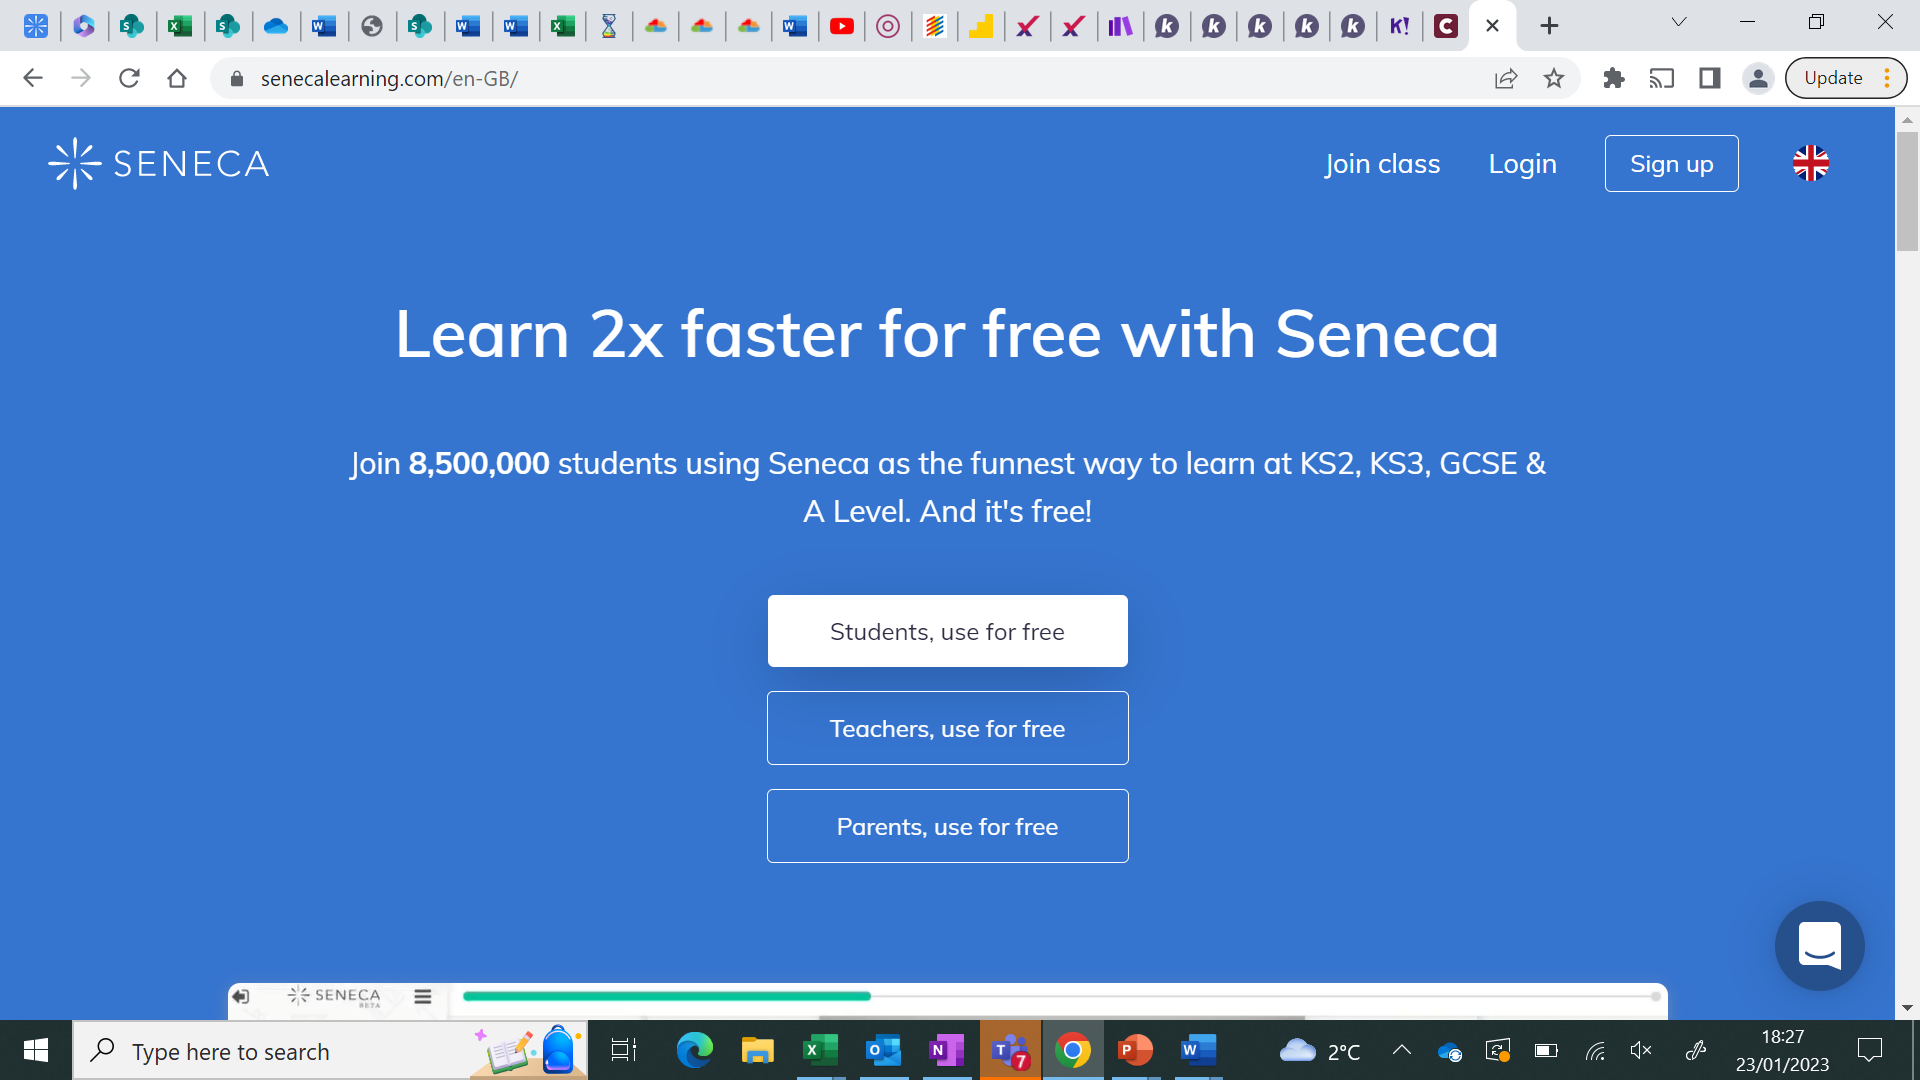 senecalearning.com/en-GB/
Update
SENECA
Join class
Login
Sign up
Learn 2x faster for free with Seneca
Join 8,500,000 students using Seneca as the funnest way to learn at KS2, KS3, GCSE &
A Level. And it's free!
Students, use for free
Teachers, use for free
Parents, use for free
SENECA
BETA
Type here to search
7
2°C
18:27
23/01/2023